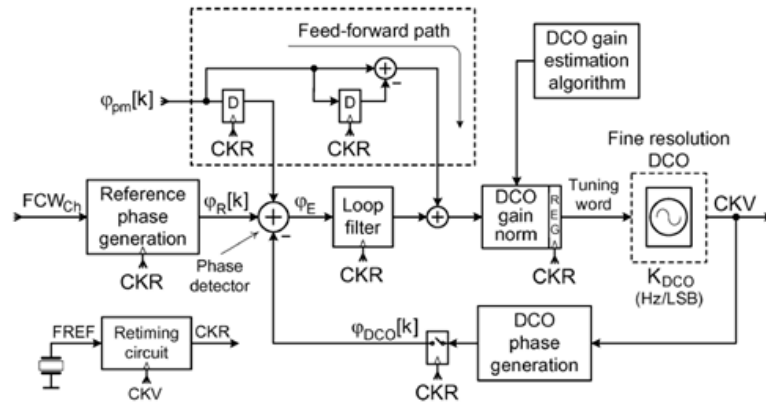 Feed-forward path
DCO gain
estimation
algorithm
φpm[k]
D
D
CKR
CKR
Fine resolution
DCO
FCWCh
Reference
phase
generation
φR[k]
φE
Loop
filter
DCO
gain
norm
REG
Tuning
word
CKV
Phase
detector
CKR
CKR
CKR
KDCO
(Hz/LSB)
FREF
Retiming
circuit
CKR
CKV
φDCO[k]
CKR
DCO
phase
generation